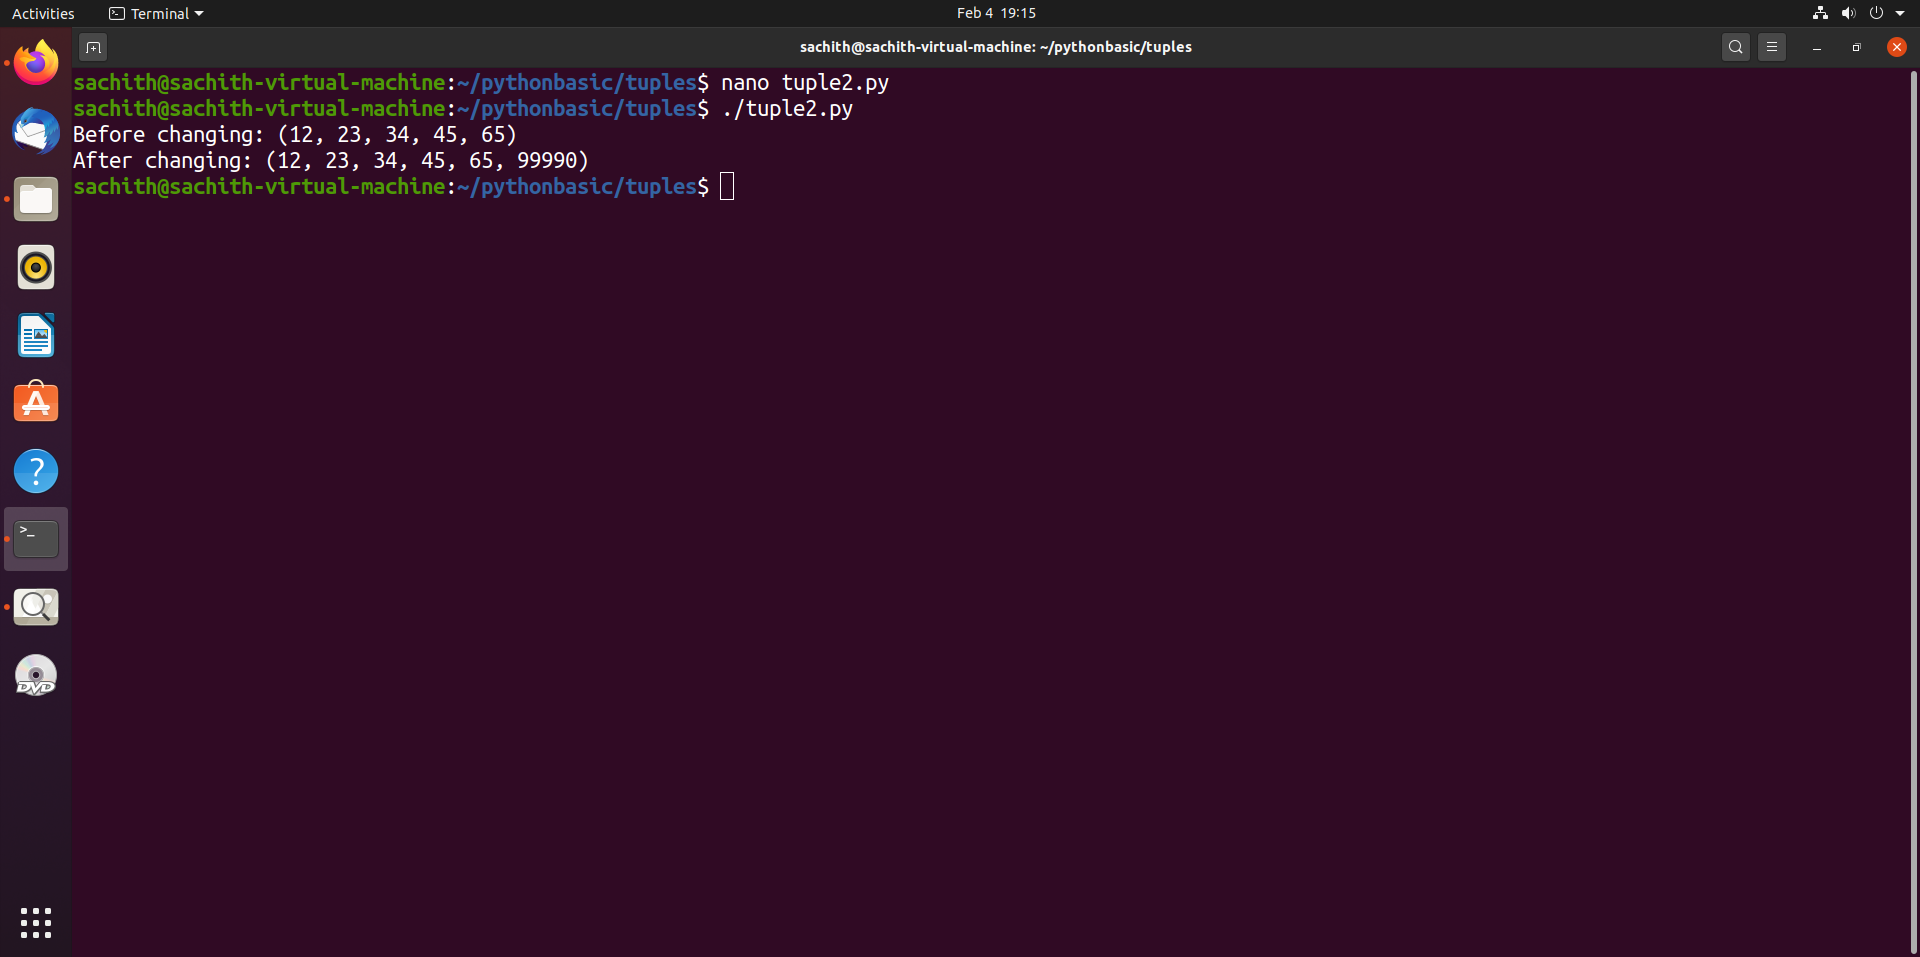 Activities
Terminal
Feb 4 19:15
sachith@sachith-virtual-machine: ~/pythonbasic/tuples
sachith@sachith-virtual-machine:~/pythonbasic/tuples$ nano tuple2.py
sachith@sachith-virtual-machine:~/pythonbasic/tuples$ ./tuple2.py
Before changing: (12, 23, 34, 45, 65)
After changing: (12, 23, 34, 45, 65, 99990)
sachith@sachith-virtual-machine:~/pythonbasic/tuples$
?
>_
DVD